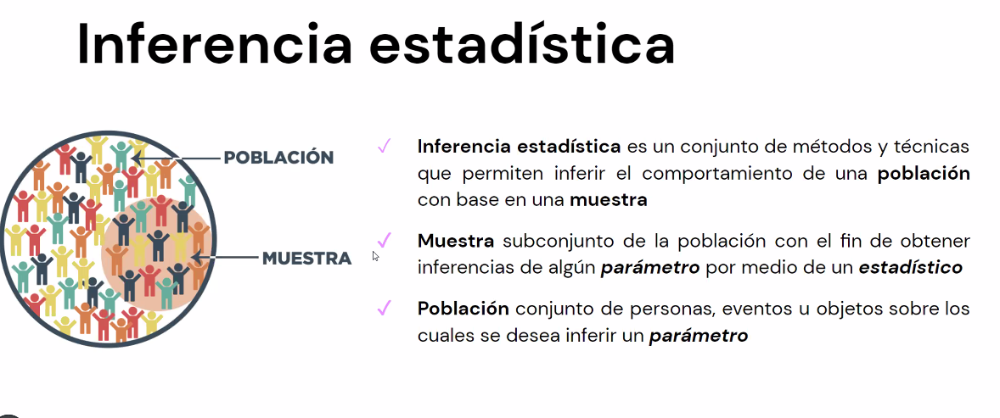 Inferencia estadística
POBLACIÓN
MUESTRA
✓ Inferencia estadística es un conjunto de métodos y técnicas
que permiten inferir el comportamiento de una población
con base en una muestra
✓ Muestra subconjunto de la población con el fin de obtener
inferencias de algún parámetro por medio de un estadístico
✓ Población conjunto de personas, eventos u objetos sobre los
cuales se desea inferir un parámetro